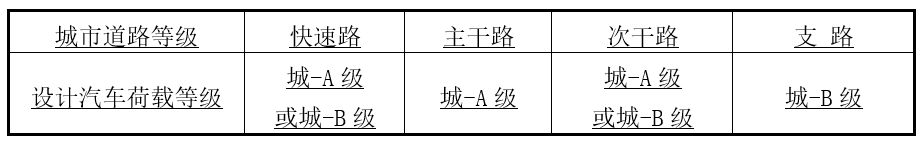 城市道路等级 快速路 主干路 次干路 支 路
设计汽车荷载等级 城-A 级 或城-B 级 城-A 级 城-A 级 或城-B 级 城-B 级